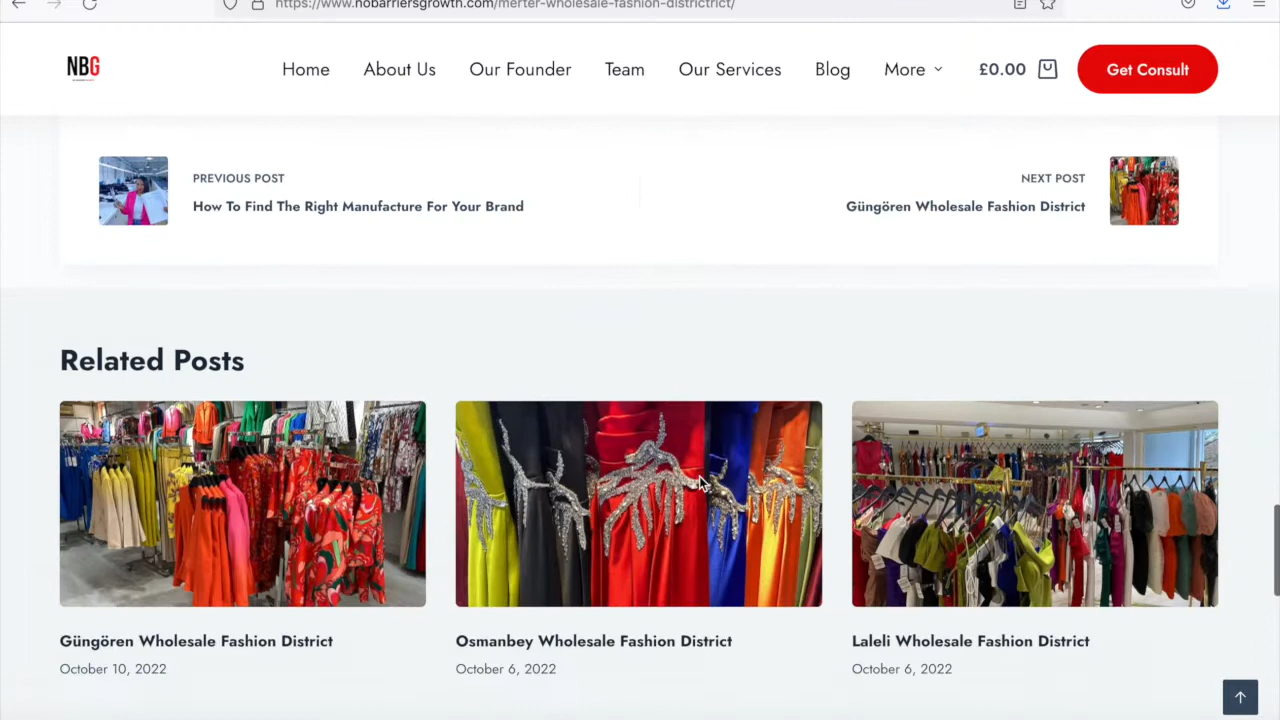 https://www.nobarriersgrowth.com/merter-wholesale-fashion-districtrict/
NBG
Home
About Us
Our Founder
Team
Our Services
Blog
More
£0.00
Get Consult
PREVIOUS POST
How To Find The Right Manufacture For Your Brand
NEXT POST
Güngören Wholesale Fashion District
Related Posts
Güngören Wholesale Fashion District
October 10, 2022
Osmanbey Wholesale Fashion District
October 6, 2022
Laleli Wholesale Fashion District
October 6, 2022